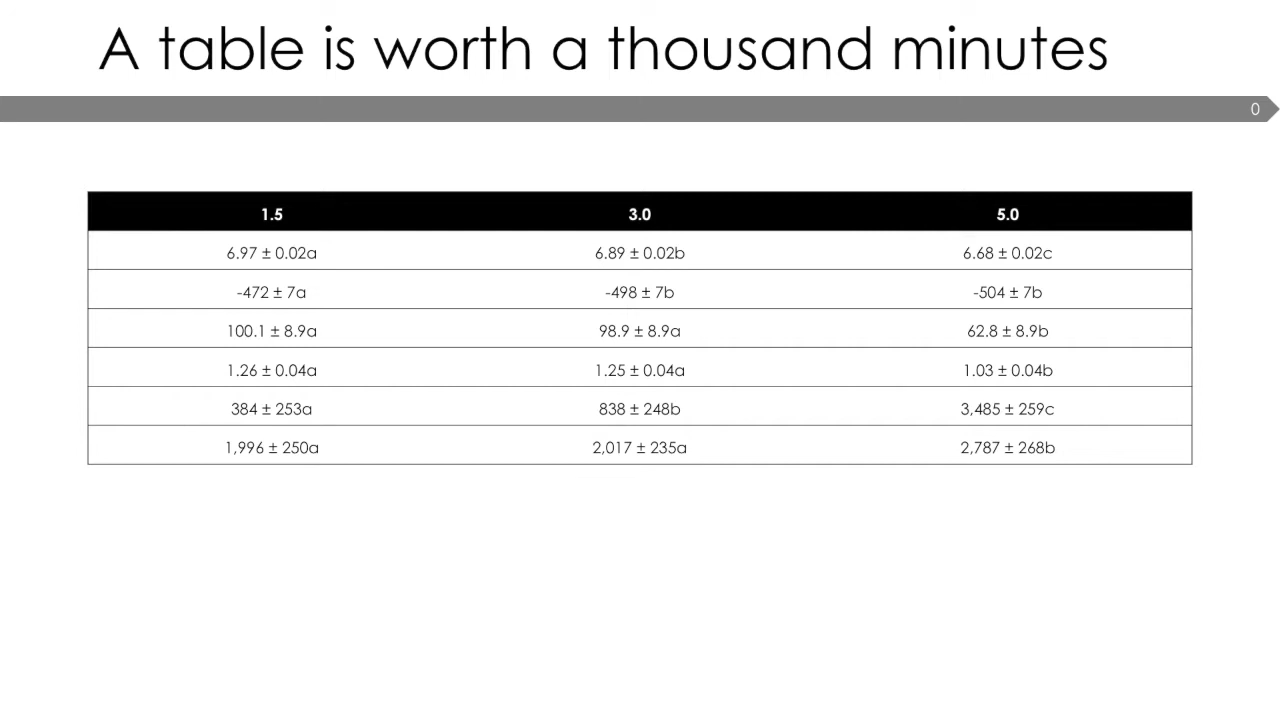 A table is worth a thousand minutes
0
1.5 3.0 5.0
6.97 ± 0.02a 6.89 ± 0.02b 6.68 ± 0.02c
-472 ± 7a -498 ± 7b -504 ± 7b
100.1 ± 8.9a 98.9 ± 8.9a 62.8 ± 8.9b
1.26 ± 0.04a 1.25 ± 0.04a 1.03 ± 0.04b
384 ± 253a 838 ± 248b 3,485 ± 259c
1,996 ± 250a 2,017 ± 235a 2,787 ± 268b